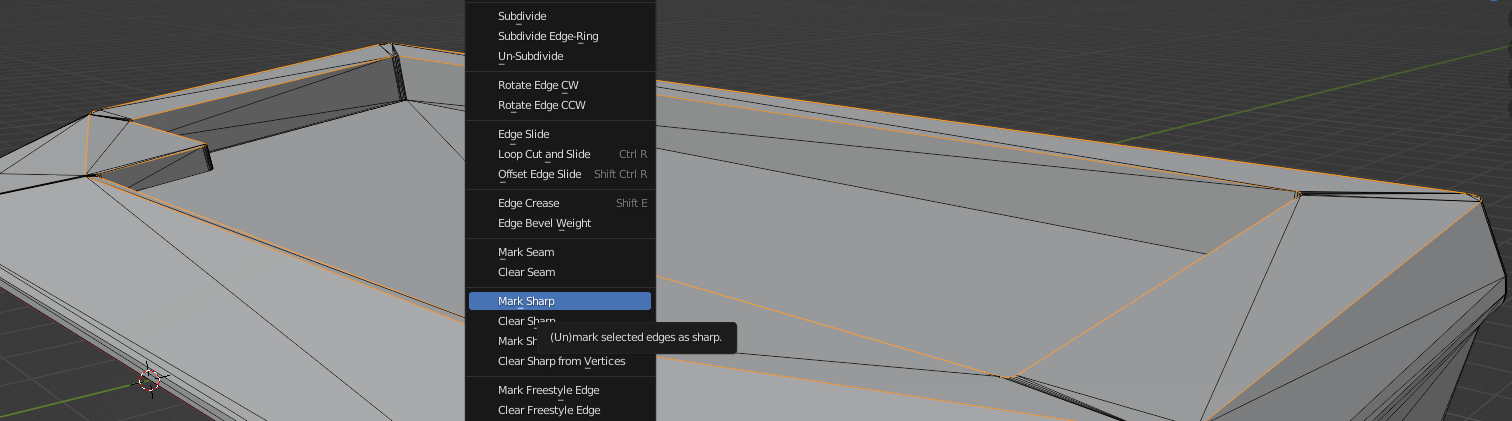 Subdivide
Subdivide Edge-Ring
Un-Subdivide
Rotate Edge CW
Rotate Edge CCW
Edge Slide
Loop Cut and Slide Ctrl R
Offset Edge Slide Shift Ctrl R
Edge Crease Shift E
Edge Bevel Weight
Mark Seam
Clear Seam
Mark Sharp
Clear Sharp
(Un)mark selected edges as sharp.
Mark Sh
Clear Sharp from Vertices
Mark Freestyle Edge
Clear Freestyle Edge